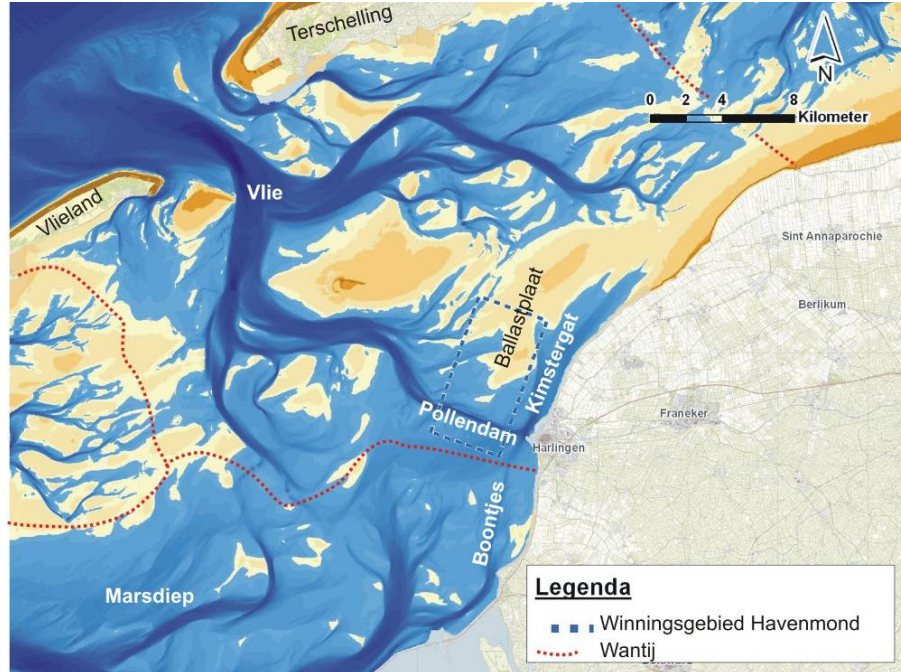 Terschelling
N
0 2 4 8
Kilometer
Vlieland
Vlie
Sint Annaparochie
Berlikum
Ballastplaat
Kimstergat
Pollendam
Franeker
Harlingen
Boontjes
Marsdiep
Legenda
Winningsgebied Havenmond
Wantij